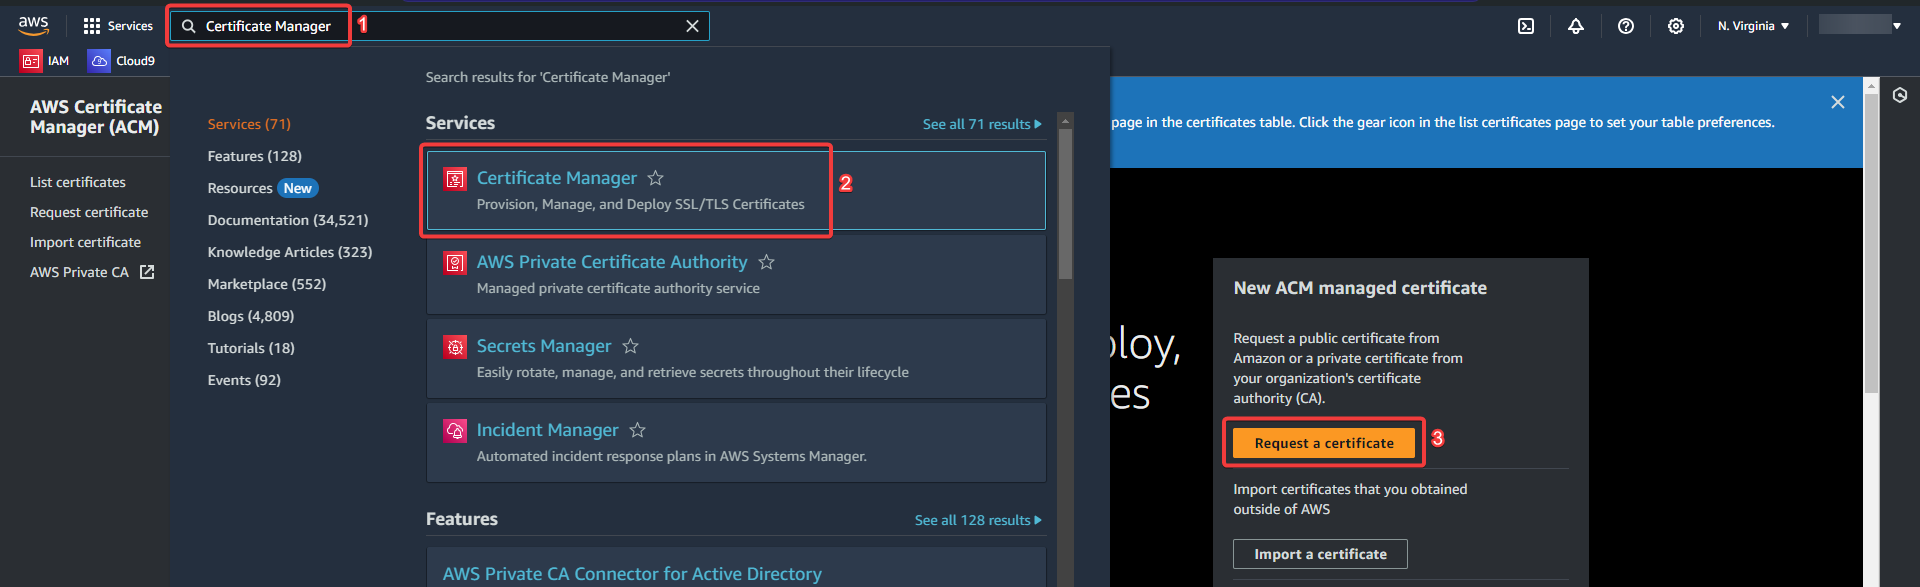 aws
Services
Certificate Manager
1
N. Virginia
IAM
Cloud9
AWS Certificate
Manager (ACM)
List certificates
Request certificate
Import certificate
AWS Private CA
Search results for 'Certificate Manager'
Services (71)
Features (128)
Resources New
Documentation (34,521)
Knowledge Articles (323)
Marketplace (552)
Blogs (4,809)
Tutorials (18)
Events (92)
Services
See all 71 results
Certificate Manager
Provision, Manage, and Deploy SSL/TLS Certificates
2
AWS Private Certificate Authority
Managed private certificate authority service
Secrets Manager
Easily rotate, manage, and retrieve secrets throughout their lifecycle
Incident Manager
Automated incident response plans in AWS Systems Manager.
Features
See all 128 results
AWS Private CA Connector for Active Directory
page in the certificates table. Click the gear icon in the list certificates page to set your table preferences.
ploy,
es
New ACM managed certificate
Request a public certificate from
Amazon or a private certificate from
your organization's certificate
authority (CA).
Request a certificate
3
Import certificates that you obtained
outside of AWS
Import a certificate